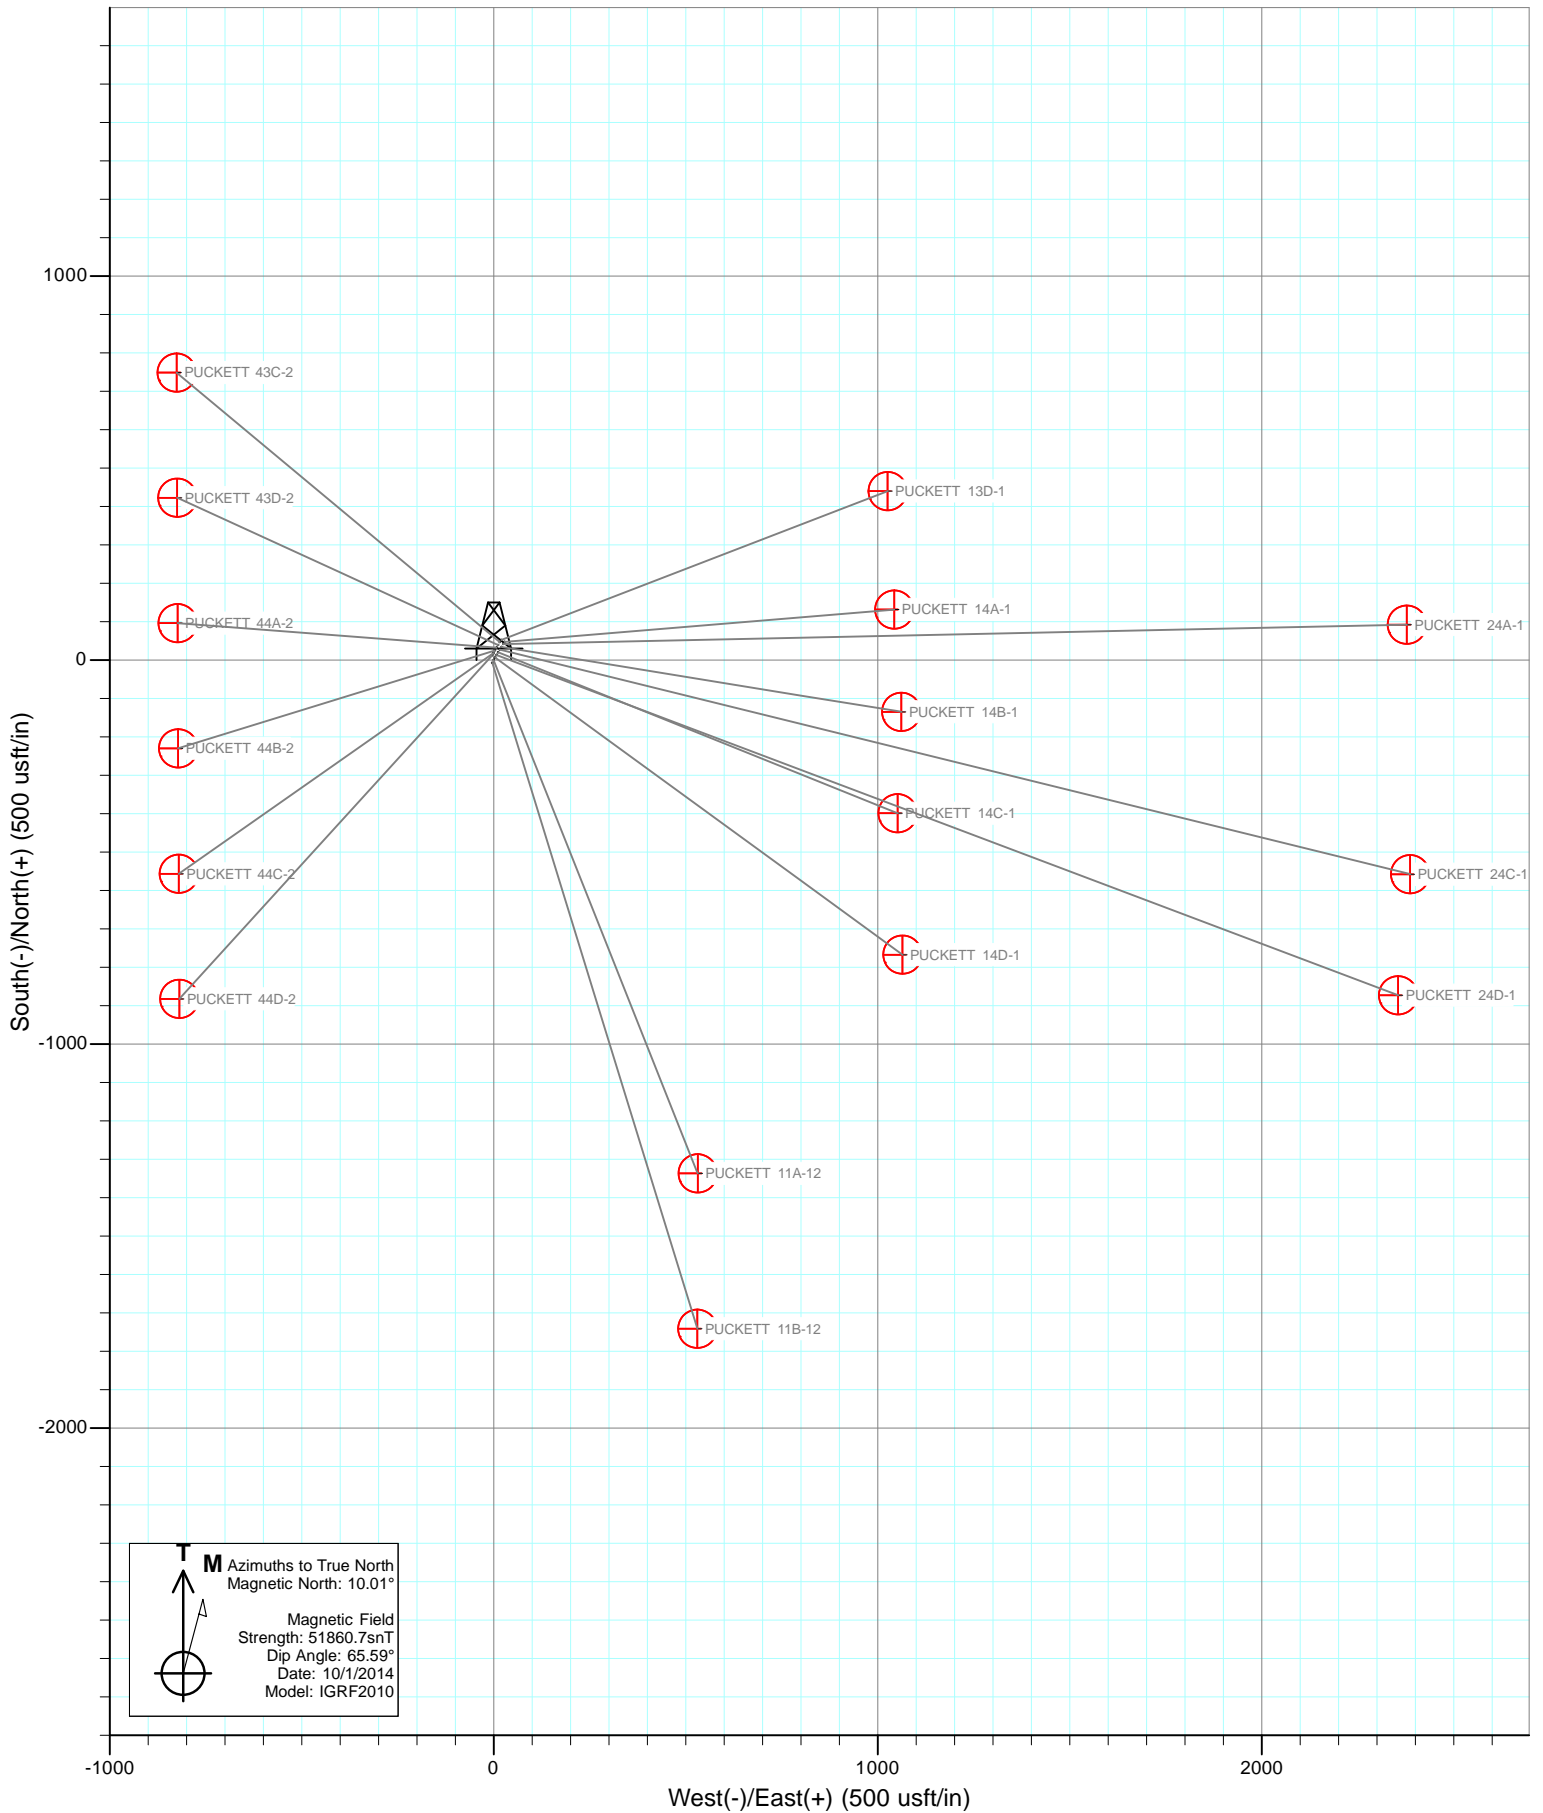 1000
PUCKETT 43C-2
PUCKETT 43D-2
PUCKETT 13D-1
PUCKETT 44A-2
PUCKETT 14A-1
PUCKETT 24A-1
0
PUCKETT 14B-1
PUCKETT 44B-2
PUCKETT 14C-1
PUCKETT 44C-2
PUCKETT 24C-1
PUCKETT 14D-1
PUCKETT 44D-2
PUCKETT 24D-1
South(-)/North(+) (500 usft/in)
-1000
PUCKETT 11A-12
PUCKETT 11B-12
-2000
T
M
Azimuths to True North
Magnetic North: 10.01°
Magnetic Field
Strength: 51860.7snT
Dip Angle: 65.59°
Date: 10/1/2014
Model: IGRF2010
-1000 0 1000 2000
West(-)/East(+) (500 usft/in)